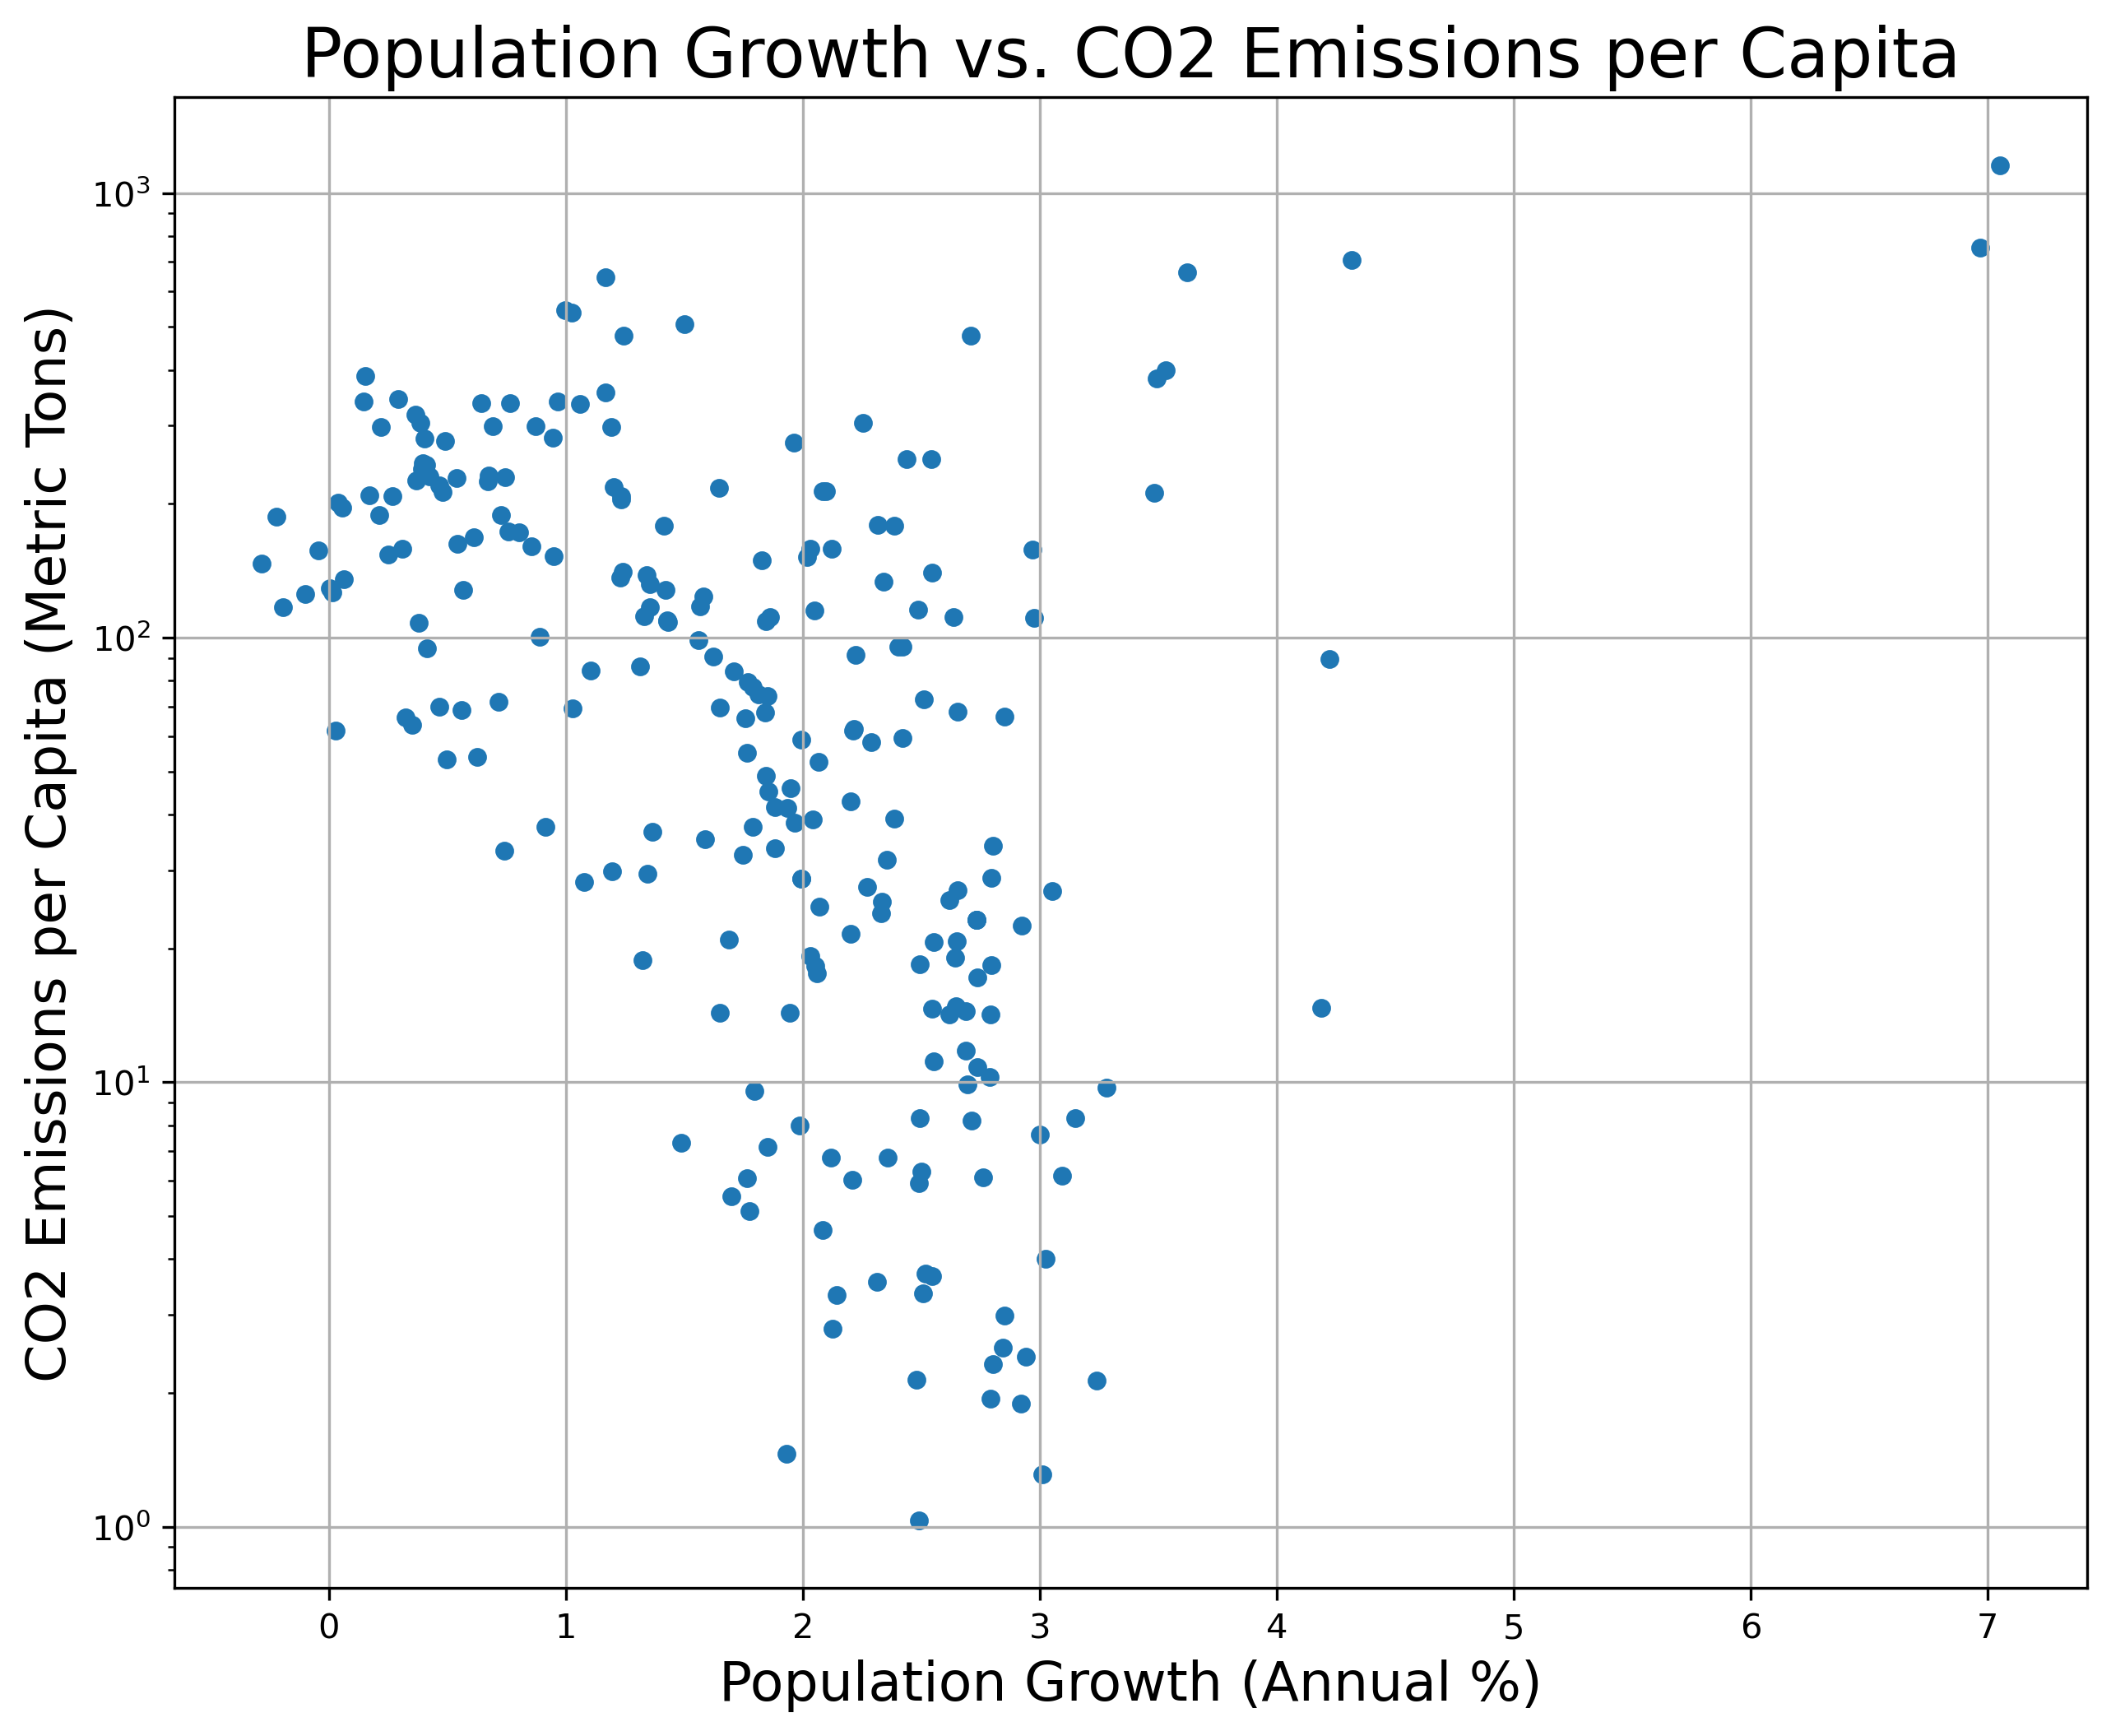 Population Growth vs. CO2 Emissions per Capita
CO2 Emissions per Capita (Metric Tons)
10³
10²
10¹
10⁰
0 1 2 3 4 5 6 7
Population Growth (Annual %)